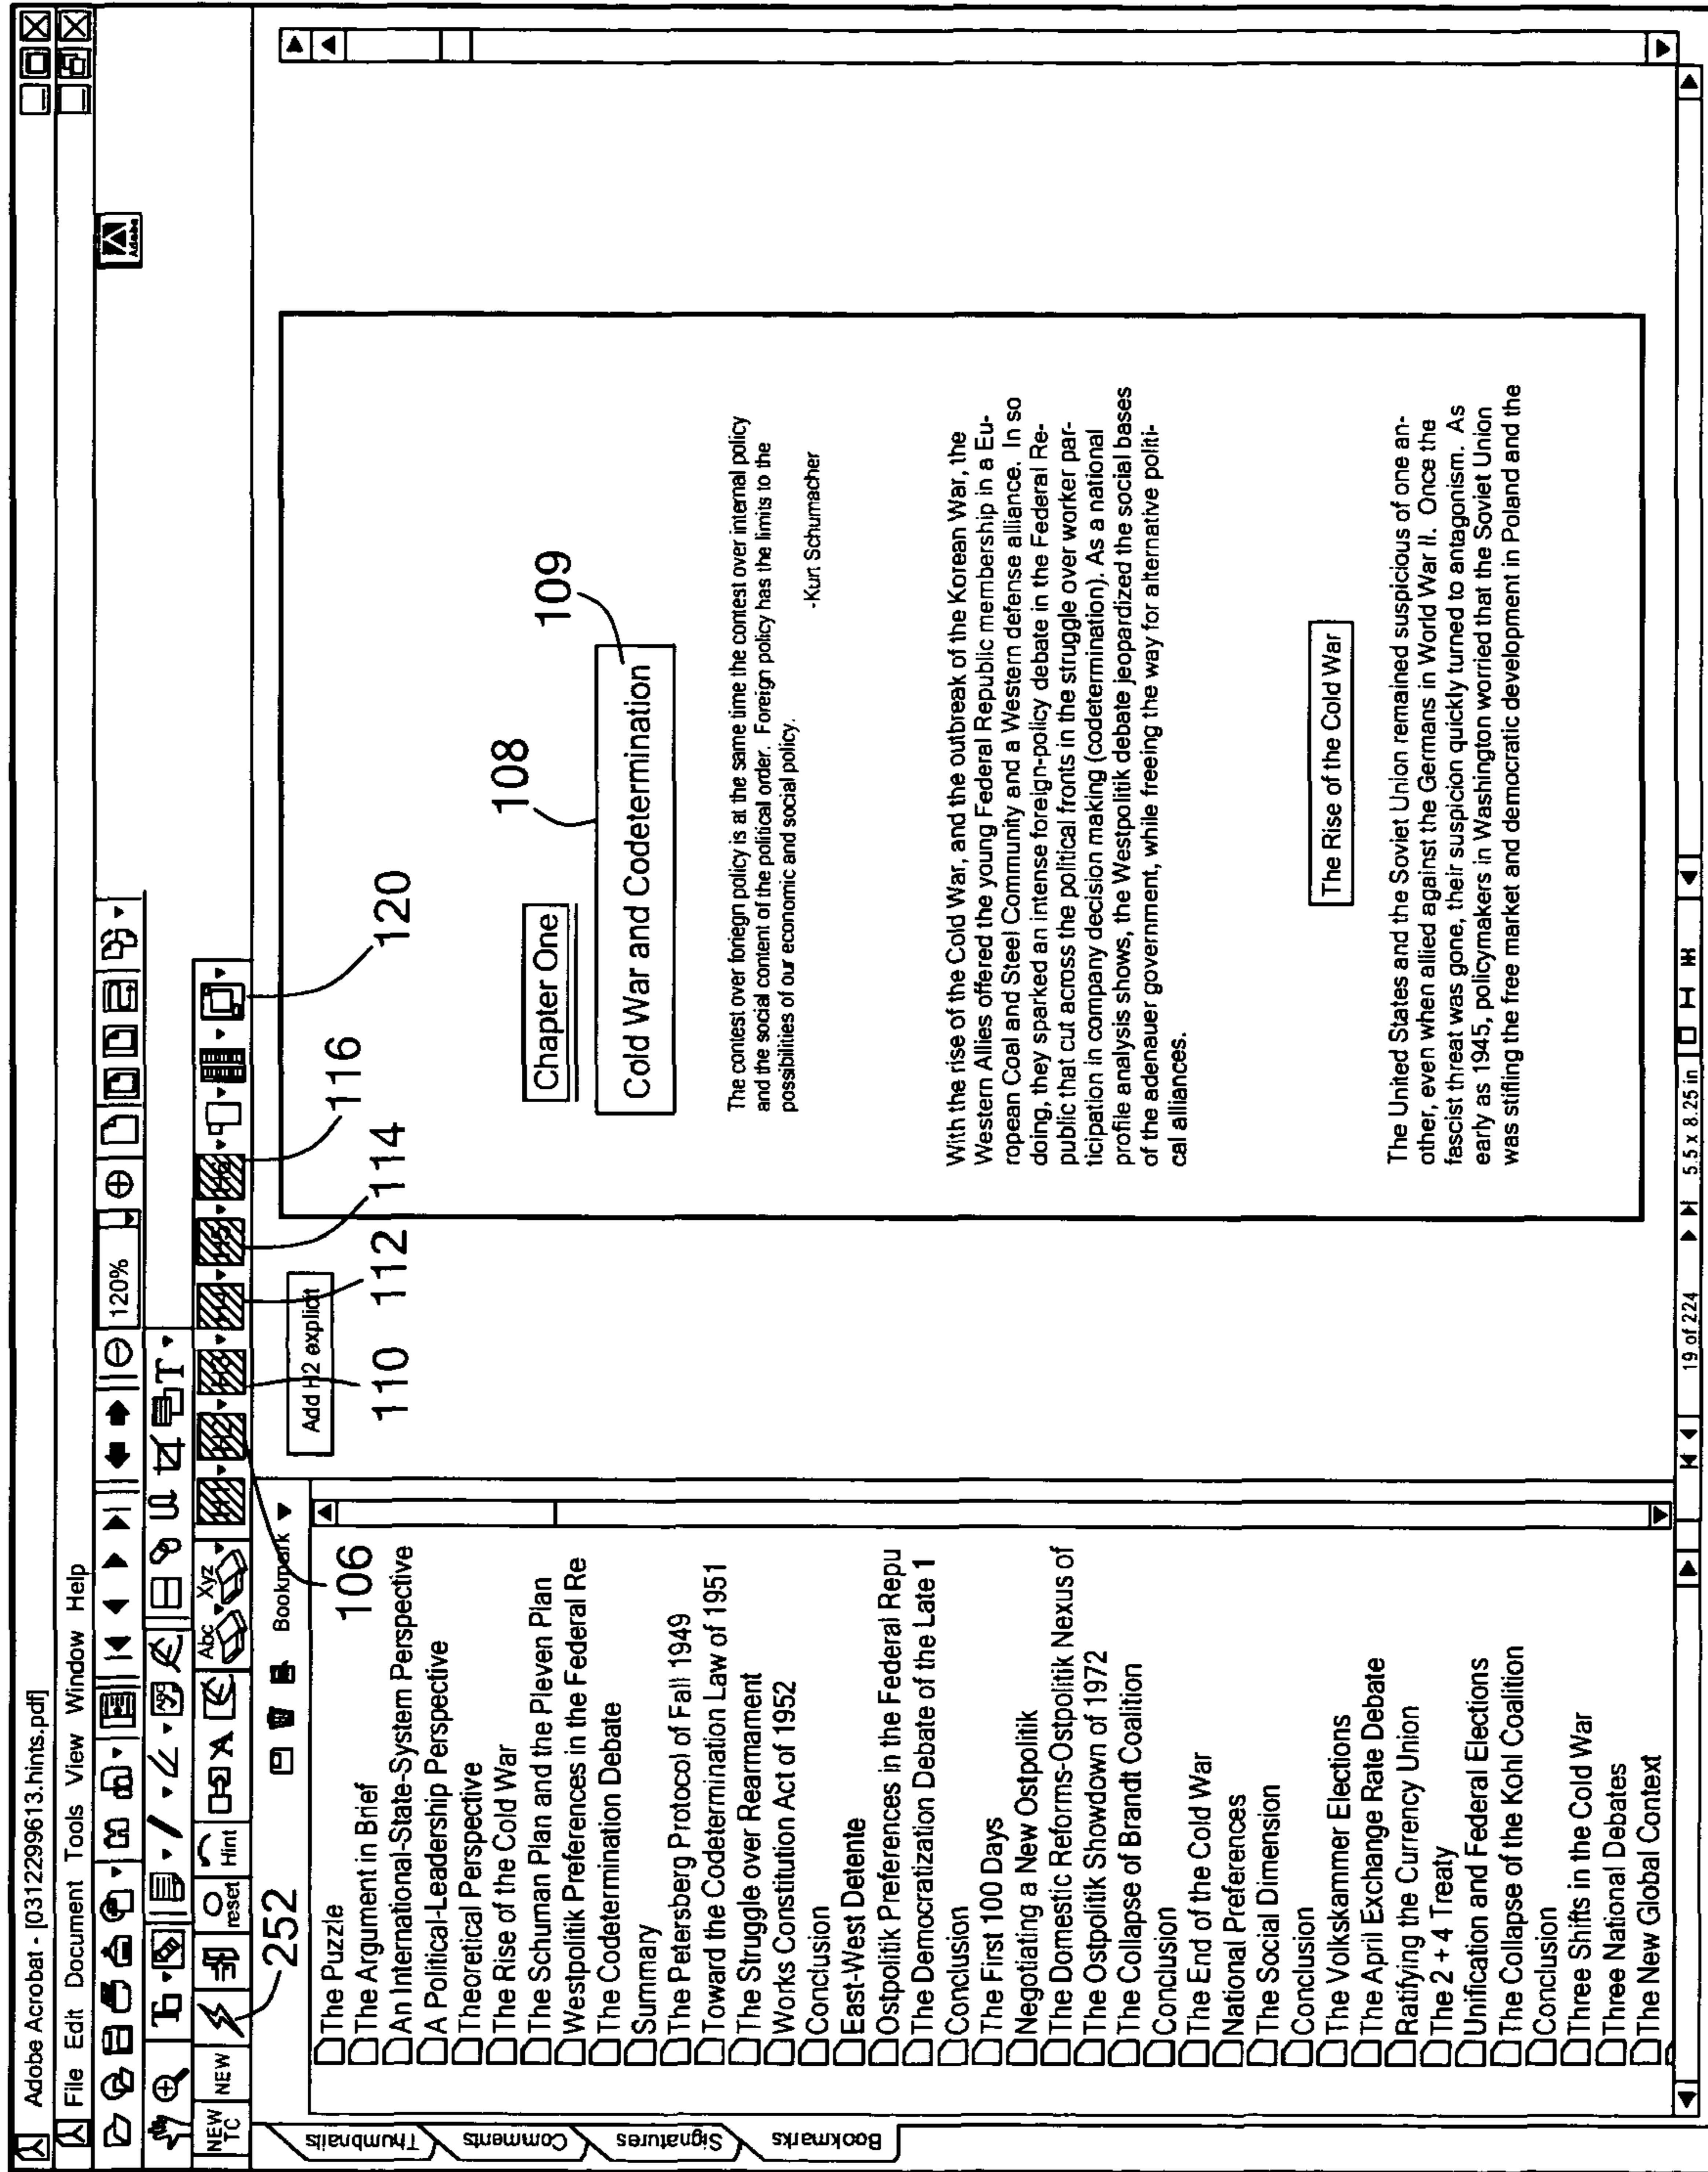 Adobe Acrobat - [0312299613.hints.pdf]
File Edit Document Tools View Window Help
120%
Adobe
T
NEW TC
NEW
reset
Hint
A
Abc
Xyz
252
106
110
112
114
116
120
Add H2 explicit
Thumbnails
Comments
Signatures
Bookmarks
Bookmark
The Puzzle
The Argument in Brief
An International-State-System Perspective
A Political-Leadership Perspective
Theoretical Perspective
The Rise of the Cold War
The Schuman Plan and the Pleven Plan
Westpolitik Preferences in the Federal Re
The Codetermination Debate
Summary
The Petersberg Protocol of Fall 1949
Toward the Codetermination Law of 1951
The Struggle over Rearmament
Works Constitution Act of 1952
Conclusion
East-West Detente
Ostpolitik Preferences in the Federal Repu
The Democratization Debate of the Late 1
Conclusion
The First 100 Days
Negotiating a New Ostpolitik
The Domestic Reforms-Ostpolitik Nexus of
The Ostpolitik Showdown of 1972
The Collapse of Brandt Coalition
Conclusion
The End of the Cold War
National Preferences
The Social Dimension
Conclusion
The Volkskammer Elections
The April Exchange Rate Debate
Ratifying the Currency Union
The 2 + 4 Treaty
Unification and Federal Elections
The Collapse of the Kohl Coalition
Conclusion
Three Shifts in the Cold War
Three National Debates
The New Global Context
108
109
Chapter One
Cold War and Codetermination
The contest over foriegn policy is at the same time the contest over internal policy
and the social content of the political order. Foreign policy has the limits to the
possibilities of our economic and social policy.
-Kurt Schumacher
With the rise of the Cold War, and the outbreak of the Korean War, the
Western Allies offered the young Federal Republic membership in a Eu-
ropean Coal and Steel Community and a Western defense alliance. In so
doing, they sparked an intense foreign-policy debate in the Federal Re-
public that cut across the political fronts in the struggle over worker par-
ticipation in company decision making (codetermination). As a national
profile analysis shows, the Westpolitik debate jeopardized the social bases
of the adenauer government, while freeing the way for alternative politi-
cal alliances.
The Rise of the Cold War
The United States and the Soviet Union remained suspicious of one an-
other, even when allied against the Germans in World War II. Once the
fascist threat was gone, their suspicion quickly turned to antagonism. As
early as 1945, policymakers in Washington worried that the Soviet Union
was stifling the free market and democratic development in Poland and the
19 of 224
5.5 x 8.25 in